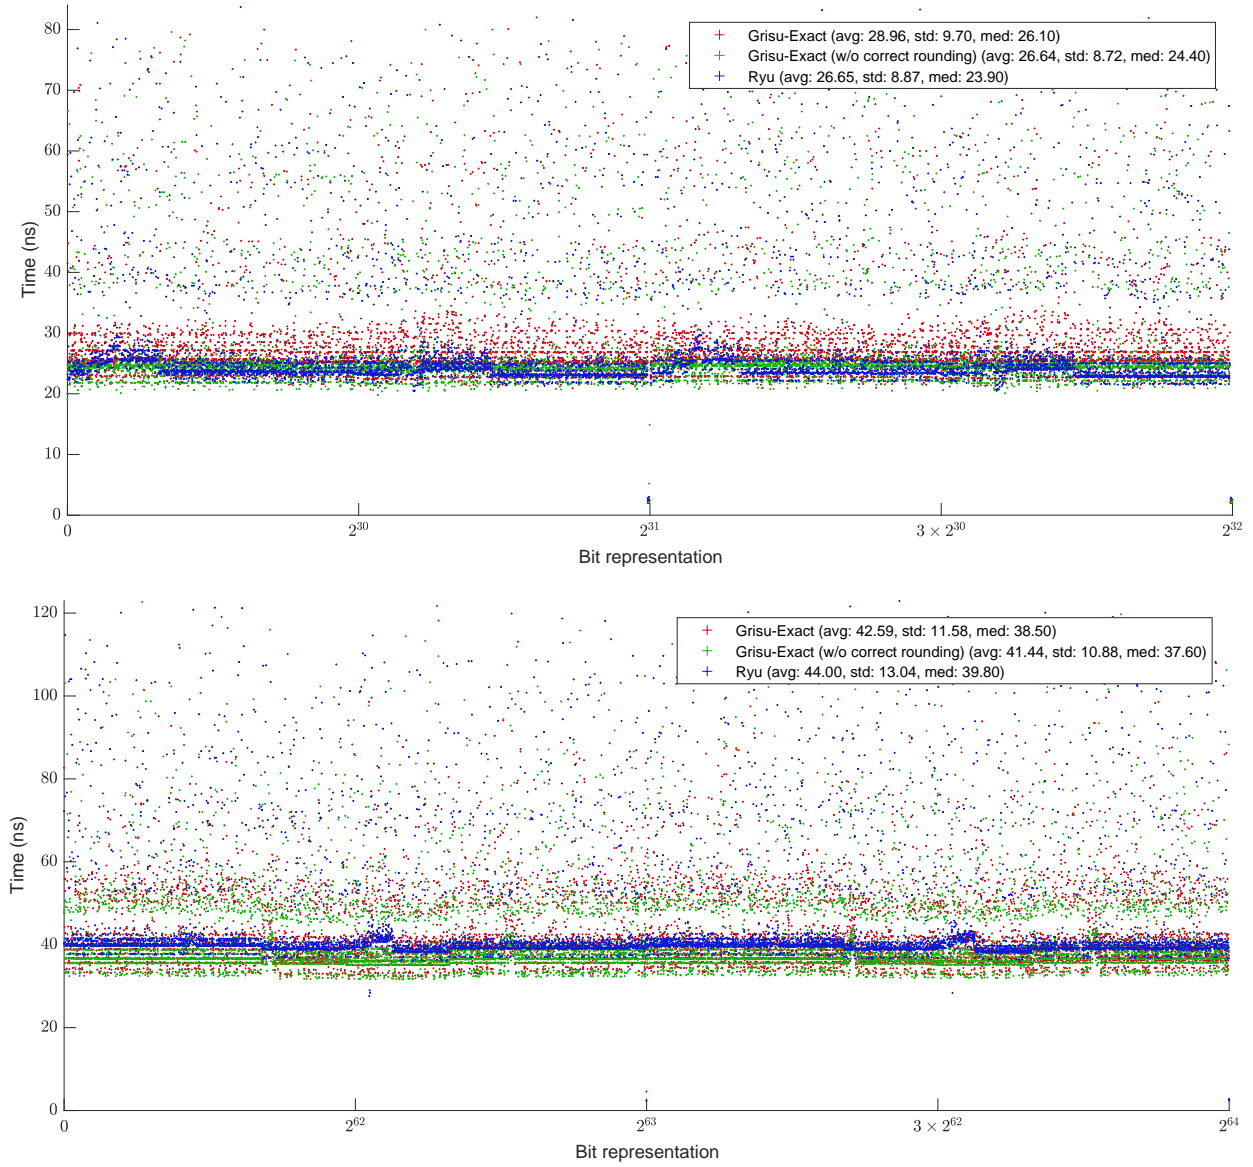 80
70
60
50
40
30
20
10
0
Time (ns)
Grisu-Exact (avg: 28.96, std: 9.70, med: 26.10)
Grisu-Exact (w/o correct rounding) (avg: 26.64, std: 8.72, med: 24.40)
Ryu (avg: 26.65, std: 8.87, med: 23.90)
0 2^30 2^31 3 × 2^30 2^32
Bit representation
120
100
80
60
40
20
0
Time (ns)
Grisu-Exact (avg: 42.59, std: 11.58, med: 38.50)
Grisu-Exact (w/o correct rounding) (avg: 41.44, std: 10.88, med: 37.60)
Ryu (avg: 44.00, std: 13.04, med: 39.80)
0 2^62 2^63 3 × 2^62 2^64
Bit representation